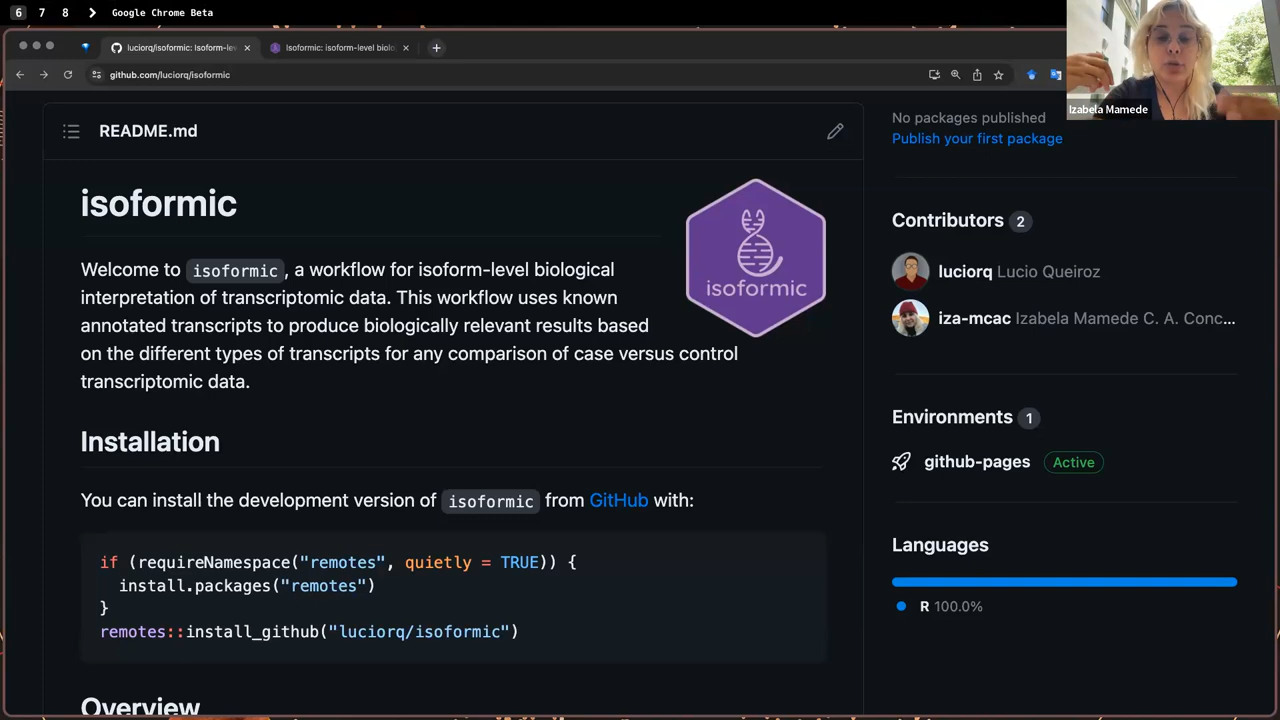 6 7 8 Google Chrome Beta
luciorq/isoformic: Isoform-lev
Isoformic: isoform-level biolo
github.com/luciorq/isoformic
Izabela Mamede
README.md
No packages published
Publish your first package
isoformic
isoformic
Welcome to isoformic, a workflow for isoform-level biological
interpretation of transcriptomic data. This workflow uses known
annotated transcripts to produce biologically relevant results based
on the different types of transcripts for any comparison of case versus control
transcriptomic data.
Installation
You can install the development version of isoformic from GitHub with:
if (requireNamespace("remotes", quietly = TRUE)) {
install.packages("remotes")
}
remotes::install_github("luciorq/isoformic")
Overview
Contributors 2
luciorq Lucio Queiroz
iza-mcac Izabela Mamede C. A. Conc...
Environments 1
github-pages Active
Languages
R 100.0%